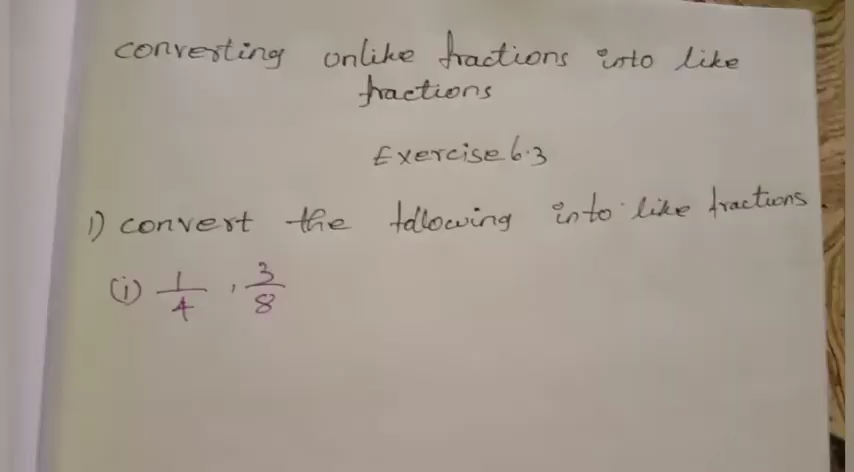 converting unlike fractions into like
fractions
Exercise 6.3
1) convert the following into like fractions
(i) 1/4 , 3/8